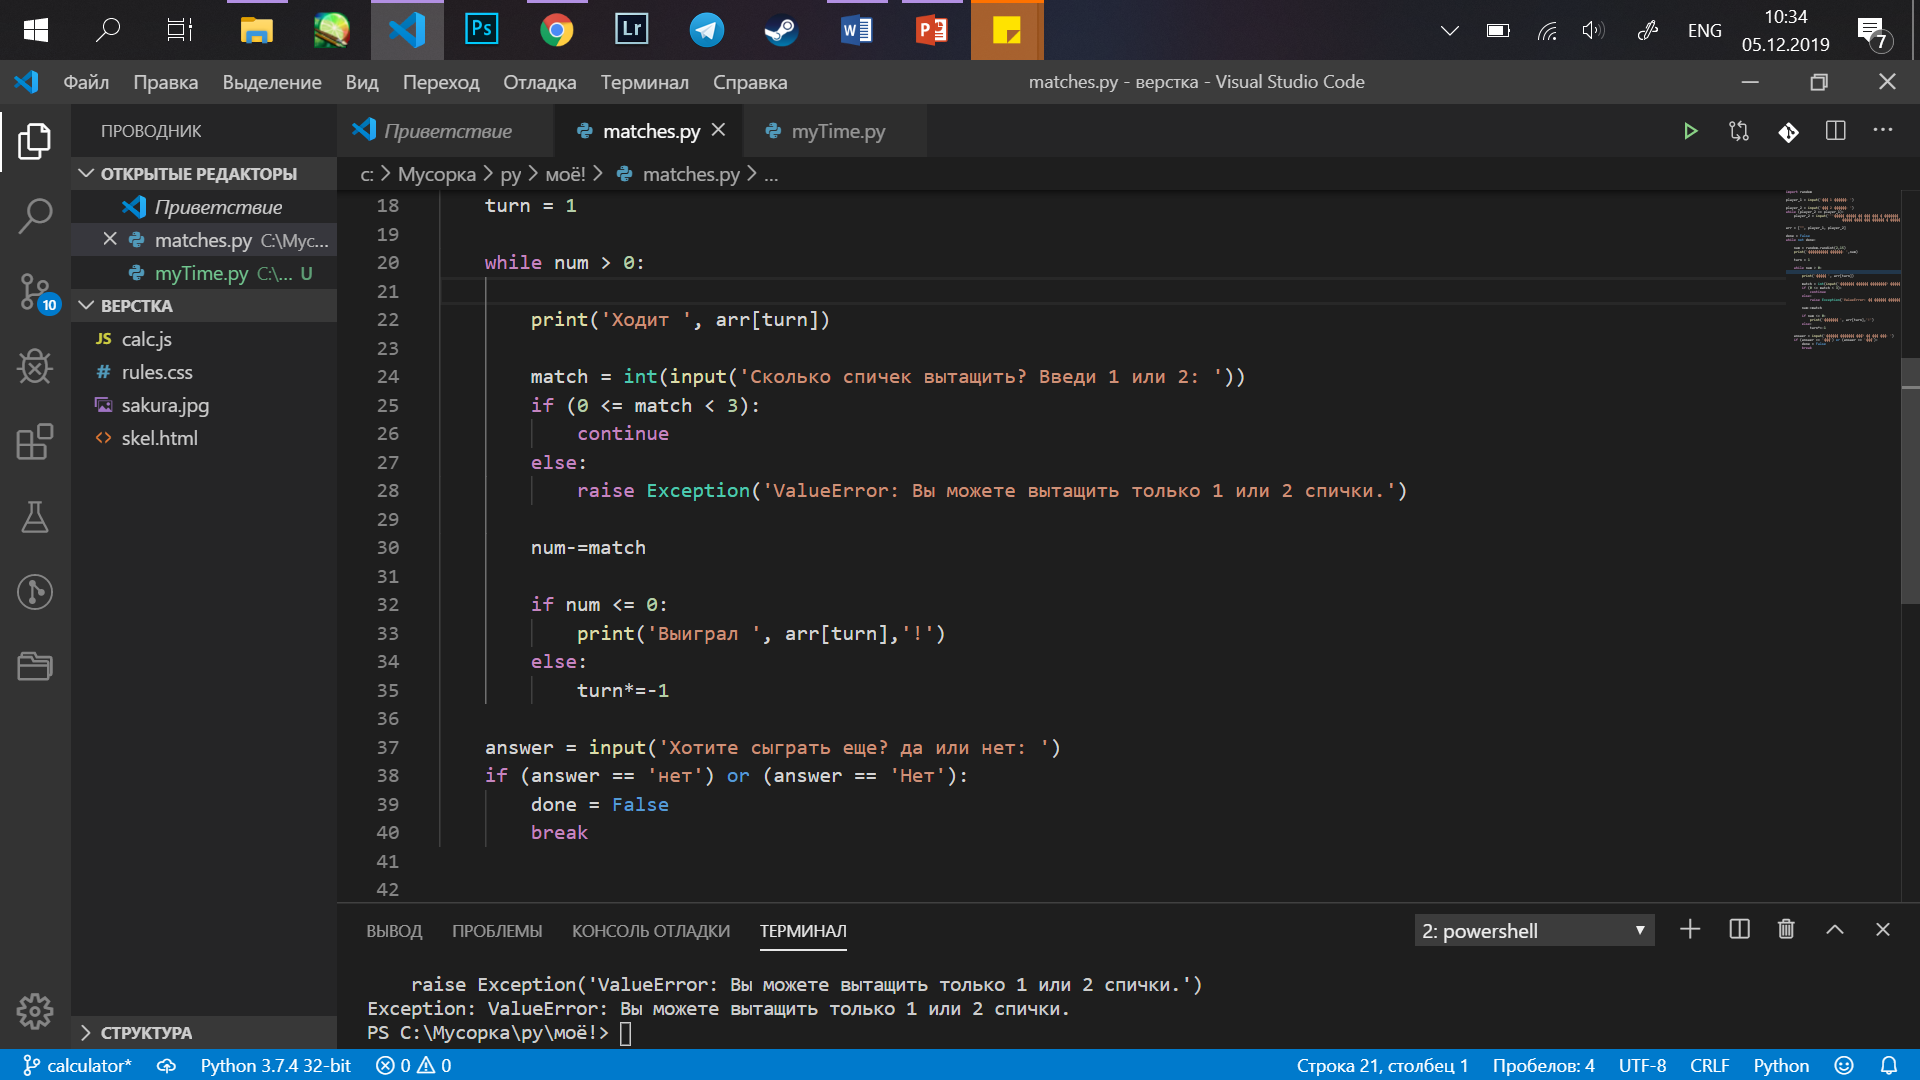 Ps
Lr
ENG
10:34
05.12.2019
7
Файл Правка Выделение Вид Переход Отладка Терминал Справка
matches.py - верстка - Visual Studio Code
ПРОВОДНИК
ОТКРЫТЫЕ РЕДАКТОРЫ
Приветствие
matches.py C:\Мус...
myTime.py C:\... U
10
ВЕРСТКА
JS calc.js
# rules.css
sakura.jpg
<> skel.html
СТРУКТУРА
Приветствие matches.py myTime.py
c: > Мусорка > py > моё! > matches.py > ...
18 turn = 1
19
20 while num > 0:
21
22 print('Ходит ', arr[turn])
23
24 match = int(input('Сколько спичек вытащить? Введи 1 или 2: '))
25 if (0 <= match < 3):
26 continue
27 else:
28 raise Exception('ValueError: Вы можете вытащить только 1 или 2 спички.')
29
30 num-=match
31
32 if num <= 0:
33 print('Выиграл ', arr[turn],'!')
34 else:
35 turn*=-1
36
37 answer = input('Хотите сыграть еще? да или нет: ')
38 if (answer == 'нет') or (answer == 'Нет'):
39 done = False
40 break
41
42
ВЫВОД ПРОБЛЕМЫ КОНСОЛЬ ОТЛАДКИ ТЕРМИНАЛ
2: powershell
raise Exception('ValueError: Вы можете вытащить только 1 или 2 спички.')
Exception: ValueError: Вы можете вытащить только 1 или 2 спички.
PS C:\Мусорка\py\моё!>
calculator* Python 3.7.4 32-bit 0 0
Строка 21, столбец 1 Пробелов: 4 UTF-8 CRLF Python